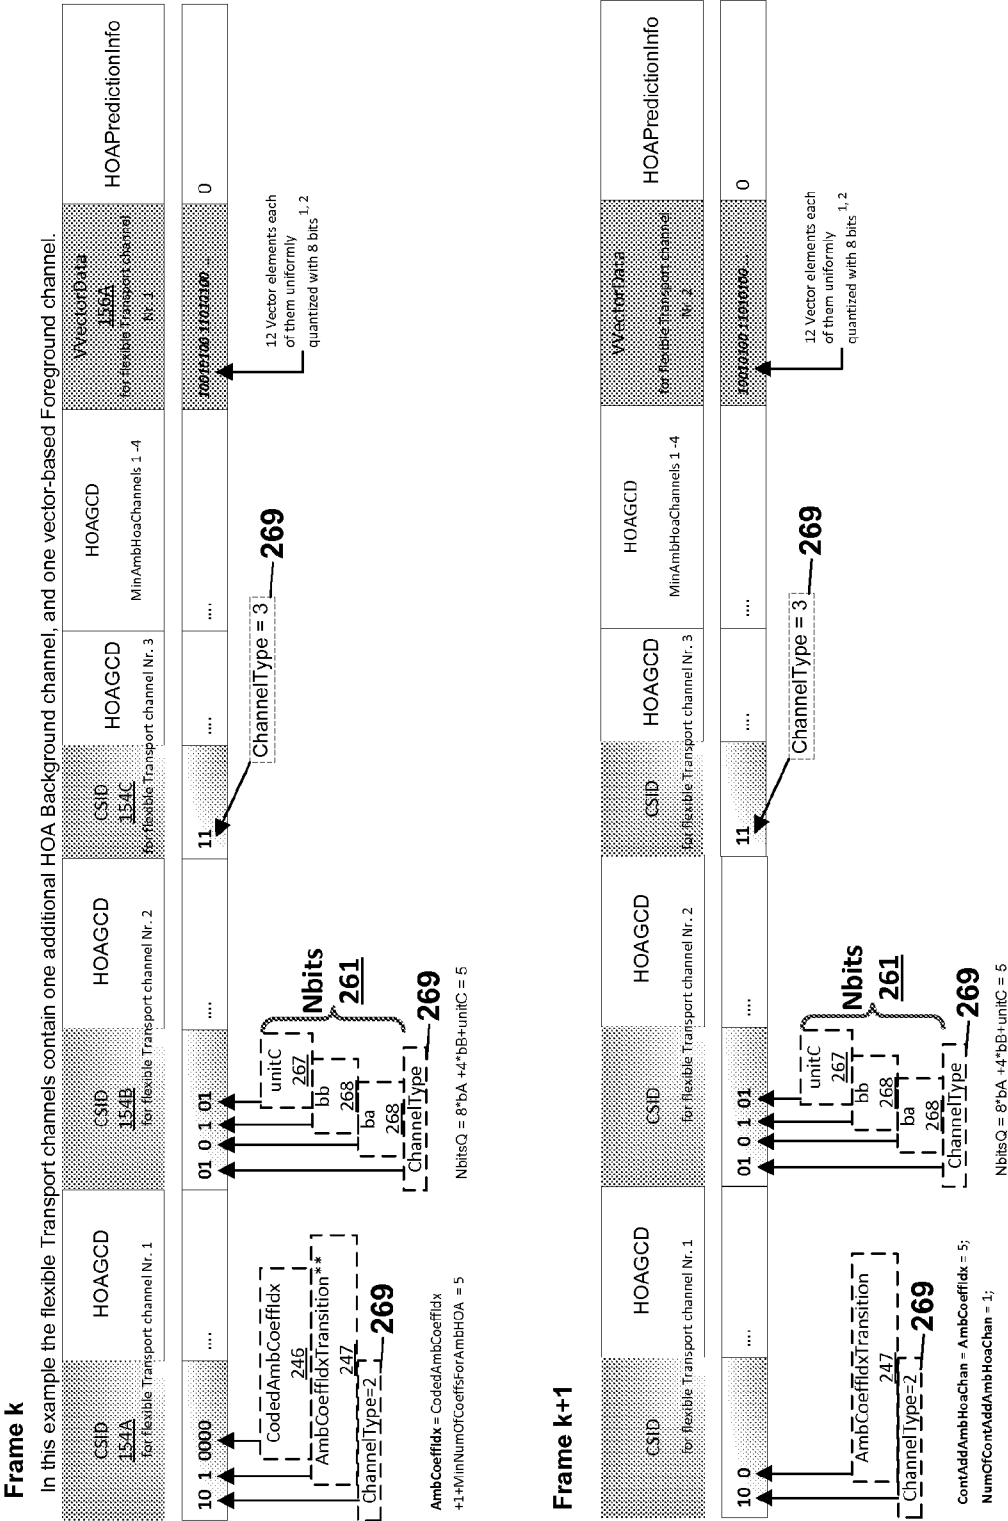 Frame k
In this example the flexible Transport channels contain one additional HOA Background channel, and one vector-based Foreground channel.
CSID
154A
for flexible Transport channel Nr. 1
HOAGCD
CSID
154B
for flexible Transport channel Nr. 2
HOAGCD
CSID
154C
for flexible Transport channel Nr. 3
HOAGCD
HOAGCD
MinAmbHoaChannels 1 -4
VVectorData
156A
for flexible Transport channel
Nr. 1
HOAPredictionInfo
10 1 0000
....
01 0 1 01
....
11
....
....
10010100 11010100 ...
0
CodedAmbCoeffIdx
246
AmbCoeffIdxTransition**
247
ChannelType=2
269
AmbCoeffIdx = CodedAmbCoeffIdx
+1+MinNumOfCoeffsForAmbHOA = 5
unitC
267
bb
268
ba
268
ChannelType
269
Nbits
261
NbitsQ = 8*bA +4*bB+unitC = 5
ChannelType = 3
269
12 Vector elements each
of them uniformly
quantized with 8 bits 1, 2
Frame k+1
CSID
for flexible Transport channel Nr. 1
HOAGCD
CSID
for flexible Transport channel Nr. 2
HOAGCD
CSID
for flexible Transport channel Nr. 3
HOAGCD
HOAGCD
MinAmbHoaChannels 1 -4
VVectorData
for flexible Transport channel
Nr. 2
HOAPredictionInfo
10 0
....
01 0 1 01
....
11
....
....
10010100 11010100 ...
0
AmbCoeffIdxTransition
247
ChannelType=2
269
ContAddAmbHoaChan = AmbCoeffIdx = 5;
NumOfContAddAmbHoaChan = 1;
unitC
267
bb
268
ba
268
ChannelType
269
Nbits
261
NbitsQ = 8*bA +4*bB+unitC = 5
ChannelType = 3
269
12 Vector elements each
of them uniformly
quantized with 8 bits 1, 2